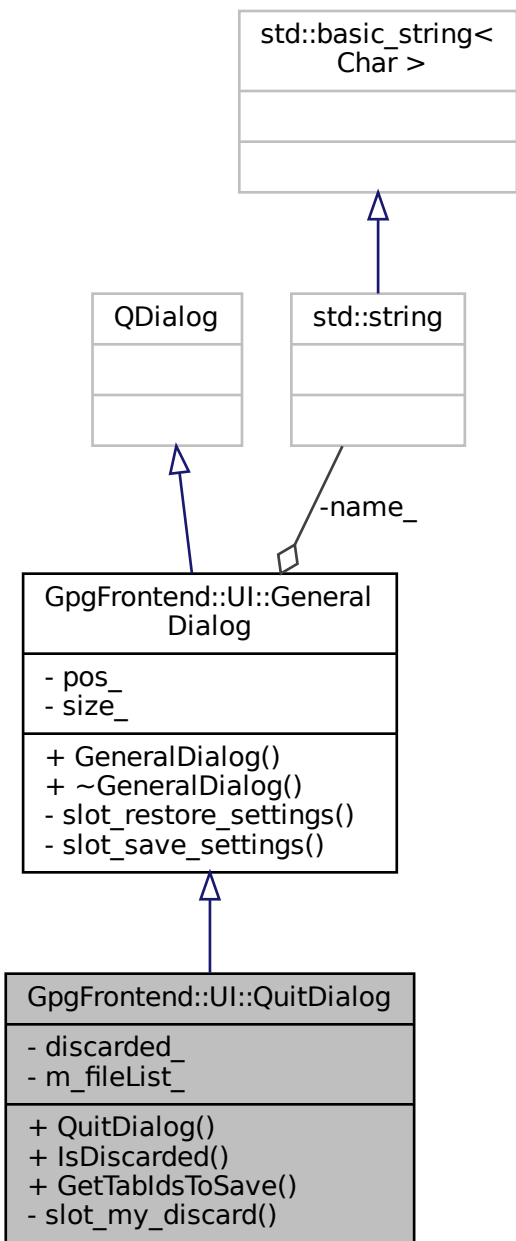 std::basic_string<
Char >
QDialog
std::string
-name_
GpgFrontend::UI::General
Dialog
- pos_
- size_
+ GeneralDialog()
+ ~GeneralDialog()
- slot_restore_settings()
- slot_save_settings()
GpgFrontend::UI::QuitDialog
- discarded_
- m_fileList_
+ QuitDialog()
+ IsDiscarded()
+ GetTabIdsToSave()
- slot_my_discard()